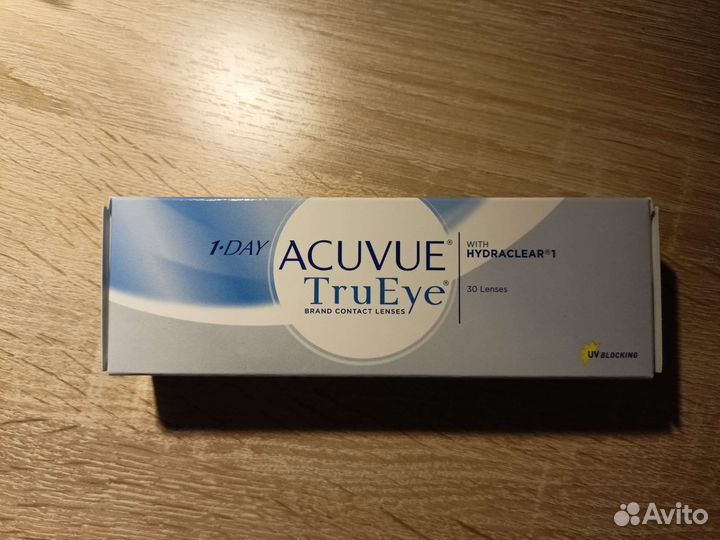 1·DAY ACUVUE®
TruEye®
BRAND CONTACT LENSES
WITH
HYDRACLEAR®1
30 Lenses
UV BLOCKING
Avito